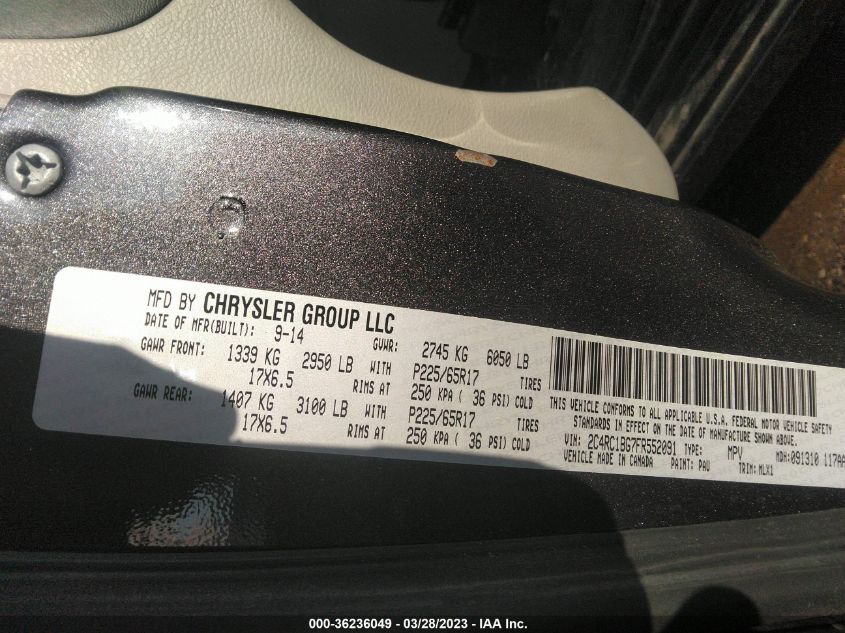 MFD BY CHRYSLER GROUP LLC
DATE OF MFR(BUILT): 9-14 GVWR: 2745 KG 6050 LB
GAWR FRONT: 1339 KG 2950 LB WITH P225/65R17 TIRES
17X6.5 RIMS AT 250 KPA ( 36 PSI) COLD
GAWR REAR: 1407 KG 3100 LB WITH P225/65R17 TIRES
17X6.5 RIMS AT 250 KPA ( 36 PSI) COLD
THIS VEHICLE CONFORMS TO ALL APPLICABLE U.S.A. FEDERAL MOTOR VEHICLE SAFETY
STANDARDS IN EFFECT ON THE DATE OF MANUFACTURE SHOWN ABOVE.
VIN: 2C4RC1BG7FR552091 TYPE: MPV MDH:091310 117AA
VEHICLE MADE IN CANADA PAINT: PAU TRIM: MLX1
000-36236049 / 03/28/2023 - IAA Inc.